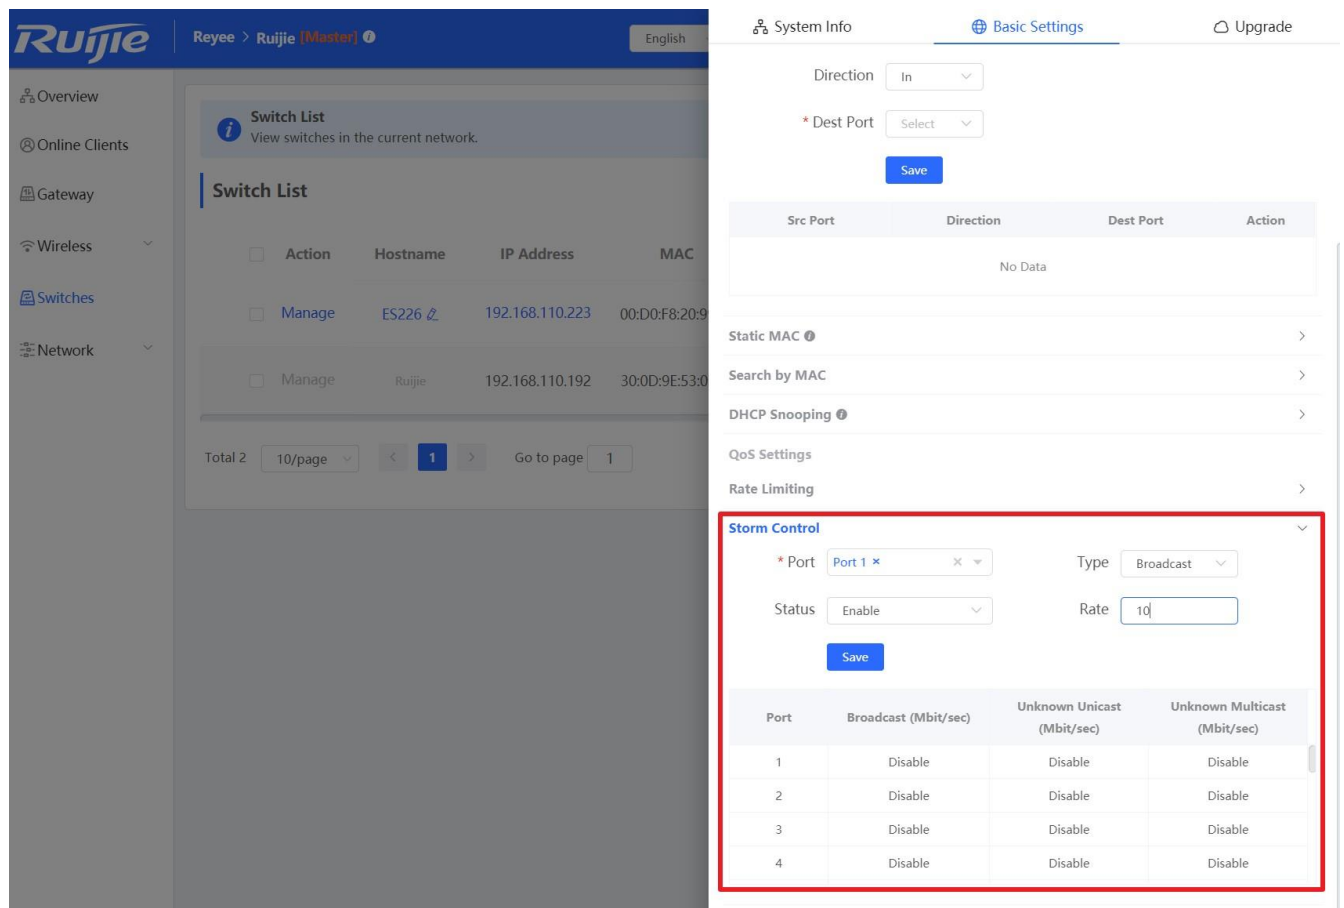 Ruijie
Reyee > Ruijie [Master]
English
Overview
Online Clients
Gateway
Wireless
Switches
Network
Switch List
View switches in the current network.
Switch List
Action Hostname IP Address MAC
Manage ES226 192.168.110.223 00:D0:F8:20:9
Manage Ruijie 192.168.110.192 30:0D:9E:53:0
Total 2 10/page < 1 > Go to page 1
System Info Basic Settings Upgrade
Direction In
* Dest Port Select
Save
Src Port Direction Dest Port Action
No Data
Static MAC
Search by MAC
DHCP Snooping
QoS Settings
Rate Limiting
Storm Control
* Port Port 1 × Type Broadcast
Status Enable Rate 10
Save
Port Broadcast (Mbit/sec) Unknown Unicast (Mbit/sec) Unknown Multicast (Mbit/sec)
1 Disable Disable Disable
2 Disable Disable Disable
3 Disable Disable Disable
4 Disable Disable Disable